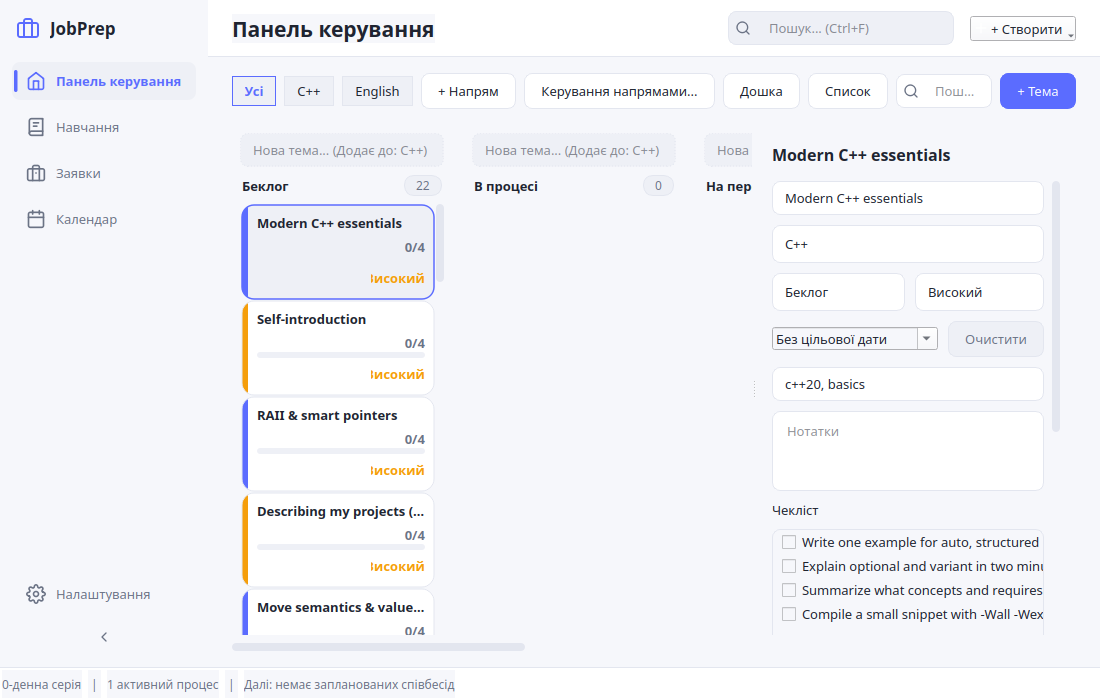 JobPrep
Панель керування
Навчання
Заявки
Календар
Налаштування
Панель керування
Пошук... (Ctrl+F)
+ Створити
Усі
C++
English
+ Напрям
Керування напрямами...
Дошка
Список
Пош...
+ Тема
Нова тема... (Додає до: C++)
Беклог
22
Modern C++ essentials
0/4
Високий
Self-introduction
0/4
Високий
RAII & smart pointers
0/4
Високий
Describing my projects (...
0/4
Високий
Move semantics & value...
0/4
Нова тема... (Додає до: C++)
В процесі
0
Нова
На пер
Modern C++ essentials
Modern C++ essentials
C++
Беклог
Високий
Без цільової дати
Очистити
c++20, basics
Нотатки
Чекліст
Write one example for auto, structured
Explain optional and variant in two minu
Summarize what concepts and requires
Compile a small snippet with -Wall -Wex
0-денна серія | 1 активний процес | Далі: немає запланованих співбесід